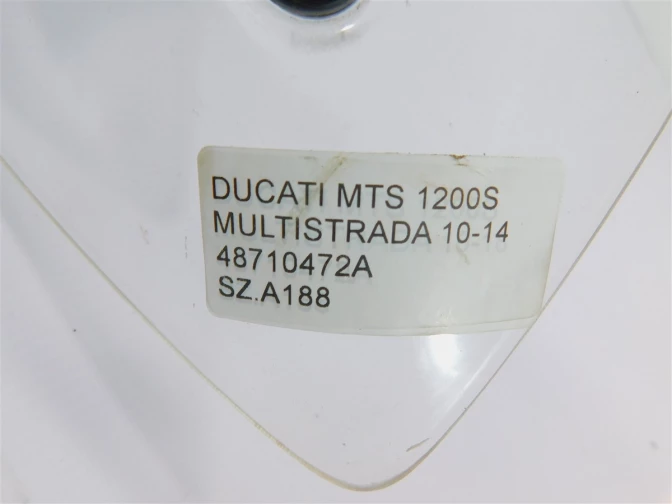 DUCATI MTS 1200S
MULTISTRADA 10-14
48710472A
SZ.A188